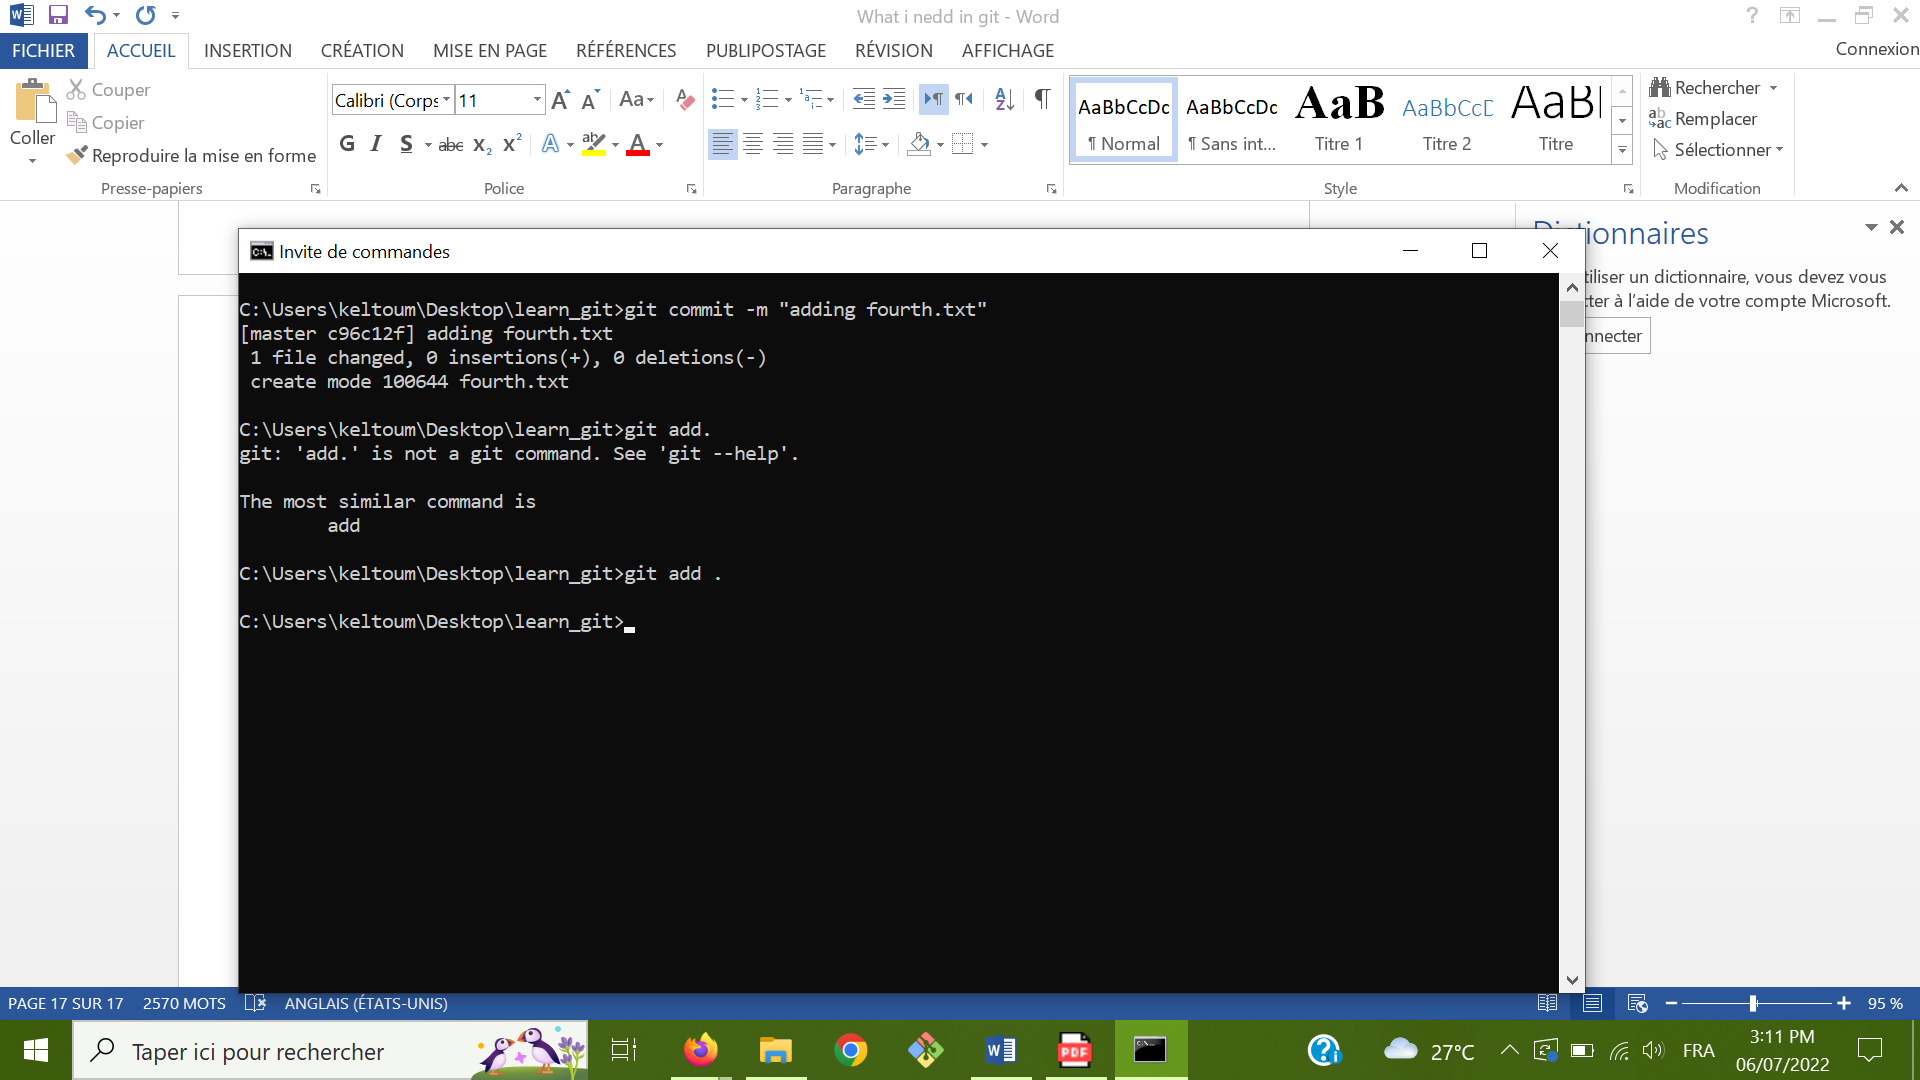 What i nedd in git - Word
FICHIER ACCUEIL INSERTION CRÉATION MISE EN PAGE RÉFÉRENCES PUBLIPOSTAGE RÉVISION AFFICHAGE Connexion
Coller
Couper
Copier
Reproduire la mise en forme
Presse-papiers
Calibri (Corps 11
G I S abc X₂ X²
Police
Paragraphe
AaBbCcDc AaBbCcDc AaB AaBbCcD AaB
¶ Normal ¶ Sans int... Titre 1 Titre 2 Titre
Style
Rechercher
Remplacer
Sélectionner
Modification
Invite de commandes
C:\Users\keltoum\Desktop\learn_git>git commit -m "adding fourth.txt"
[master c96c12f] adding fourth.txt
1 file changed, 0 insertions(+), 0 deletions(-)
create mode 100644 fourth.txt
C:\Users\keltoum\Desktop\learn_git>git add.
git: 'add.' is not a git command. See 'git --help'.
The most similar command is
add
C:\Users\keltoum\Desktop\learn_git>git add .
C:\Users\keltoum\Desktop\learn_git>
ionnaires
tiliser un dictionnaire, vous devez vous
cter à l’aide de votre compte Microsoft.
nnecter
PAGE 17 SUR 17 2570 MOTS ANGLAIS (ÉTATS-UNIS) 95 %
Taper ici pour rechercher
PDF
27°C
FRA
3:11 PM
06/07/2022